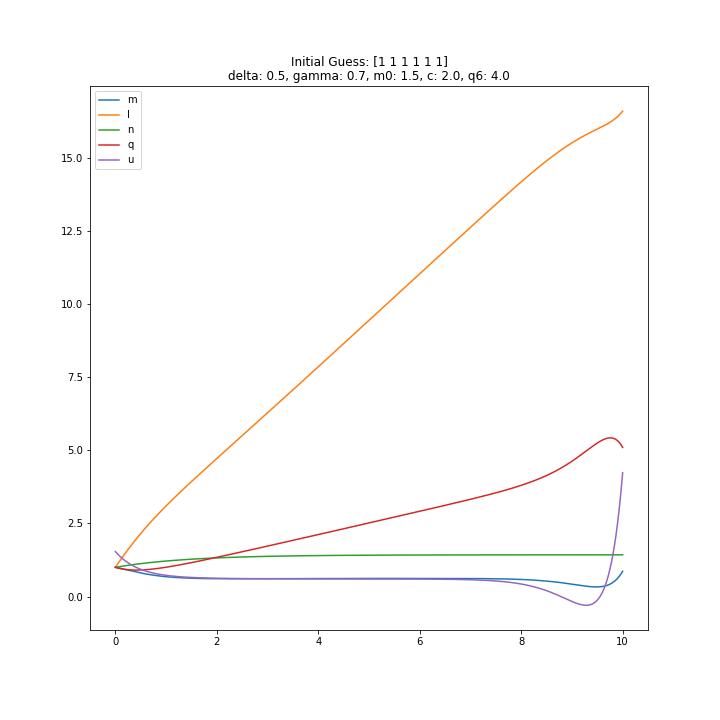 Initial Guess: [1 1 1 1 1 1]
delta: 0.5, gamma: 0.7, m0: 1.5, c: 2.0, q6: 4.0
m
l
n
q
u
15.0
12.5
10.0
7.5
5.0
2.5
0.0
0 2 4 6 8 10